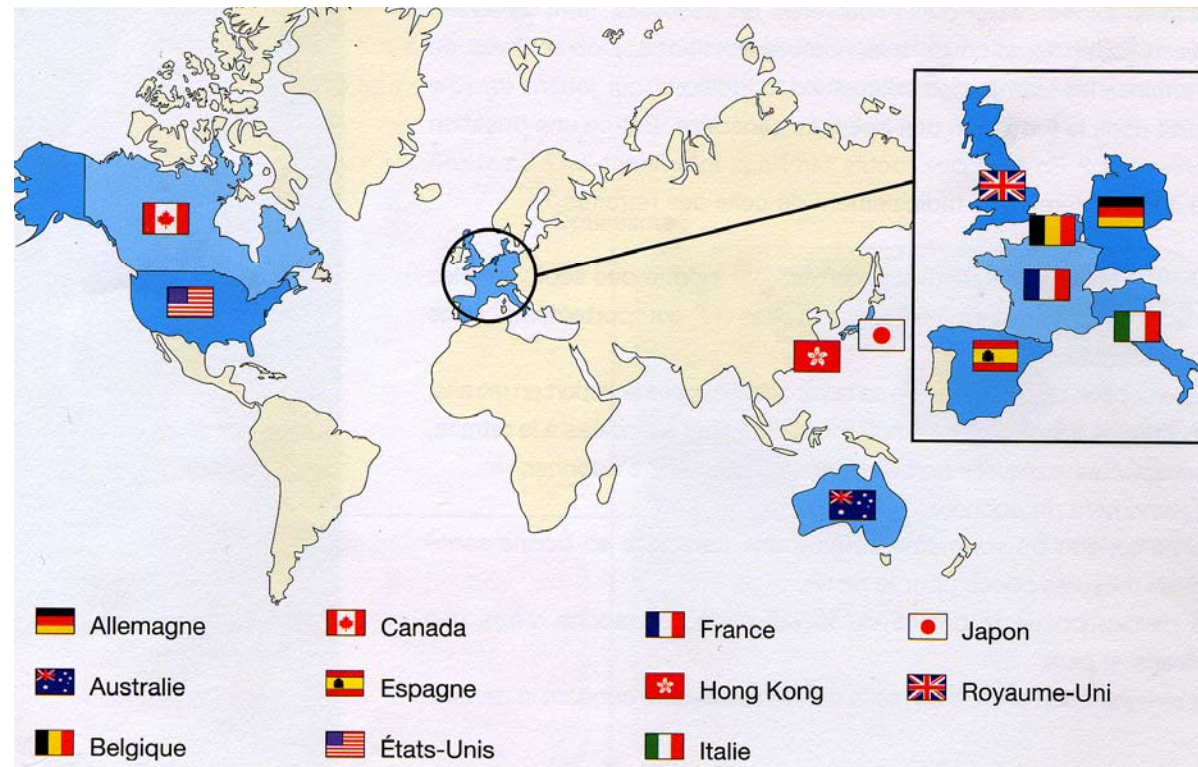 Allemagne
Australie
Belgique
Canada
Espagne
États-Unis
France
Hong Kong
Italie
Japon
Royaume-Uni